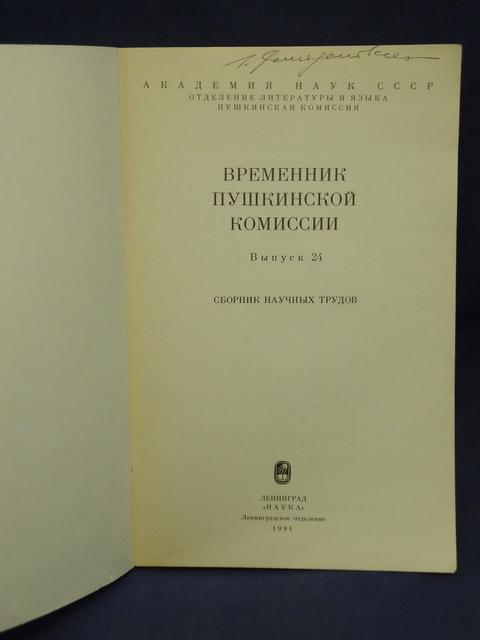 АКАДЕМИЯ НАУК СССР
ОТДЕЛЕНИЕ ЛИТЕРАТУРЫ И ЯЗЫКА
ПУШКИНСКАЯ КОМИССИЯ
ВРЕМЕННИК
ПУШКИНСКОЙ
КОМИССИИ
Выпуск 24
СБОРНИК НАУЧНЫХ ТРУДОВ
ЛЕНИНГРАД
«НАУКА»
Ленинградское отделение
1991